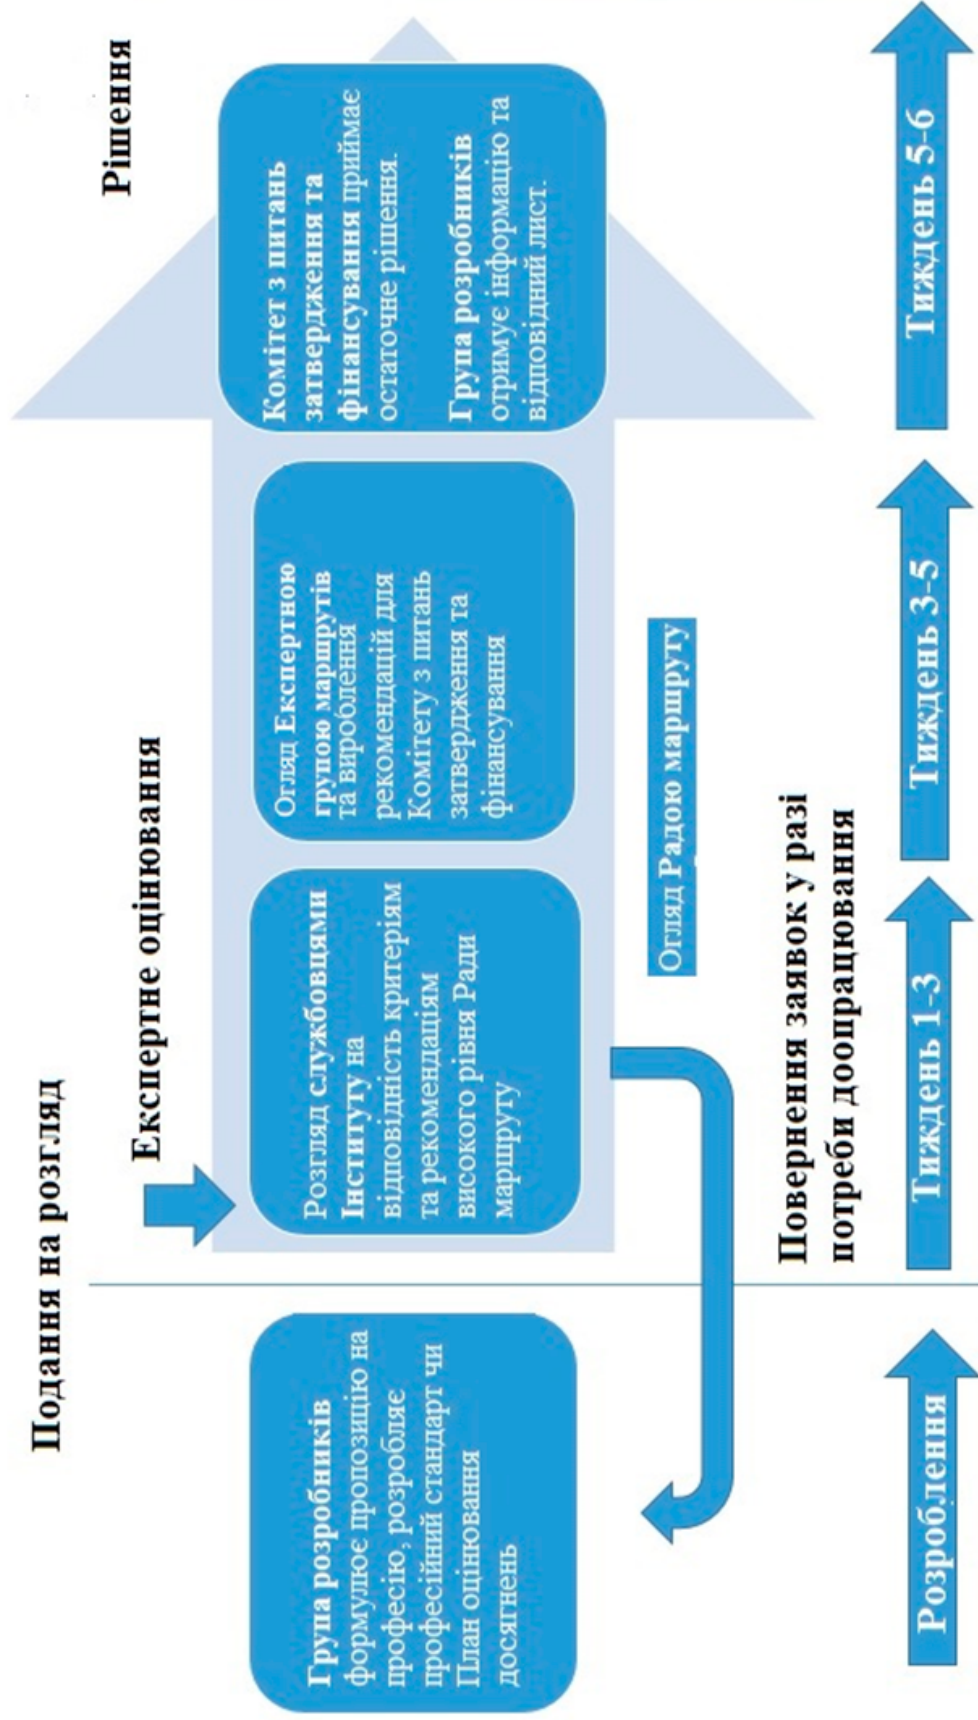 Подання на розгляд
Експертне оцінювання
Рішення
Група розробників
формулює пропозицію на
професію, розробляє
професійний стандарт чи
План оцінювання
досягнень
Розгляд службовцями
Інституту на
відповідність критеріям
та рекомендаціям
високого рівня Ради
маршруту
Огляд Експертною
групою маршрутів
та вироблення
рекомендацій для
Комітету з питань
затвердження та
фінансування
Комітет з питань
затвердження та
фінансування приймає
остаточне рішення.
Група розробників
отримує інформацію та
відповідний лист.
Огляд Радою маршруту
Повернення заявок у разі
потреби доопрацювання
Розроблення
Тиждень 1-3
Тиждень 3-5
Тиждень 5-6